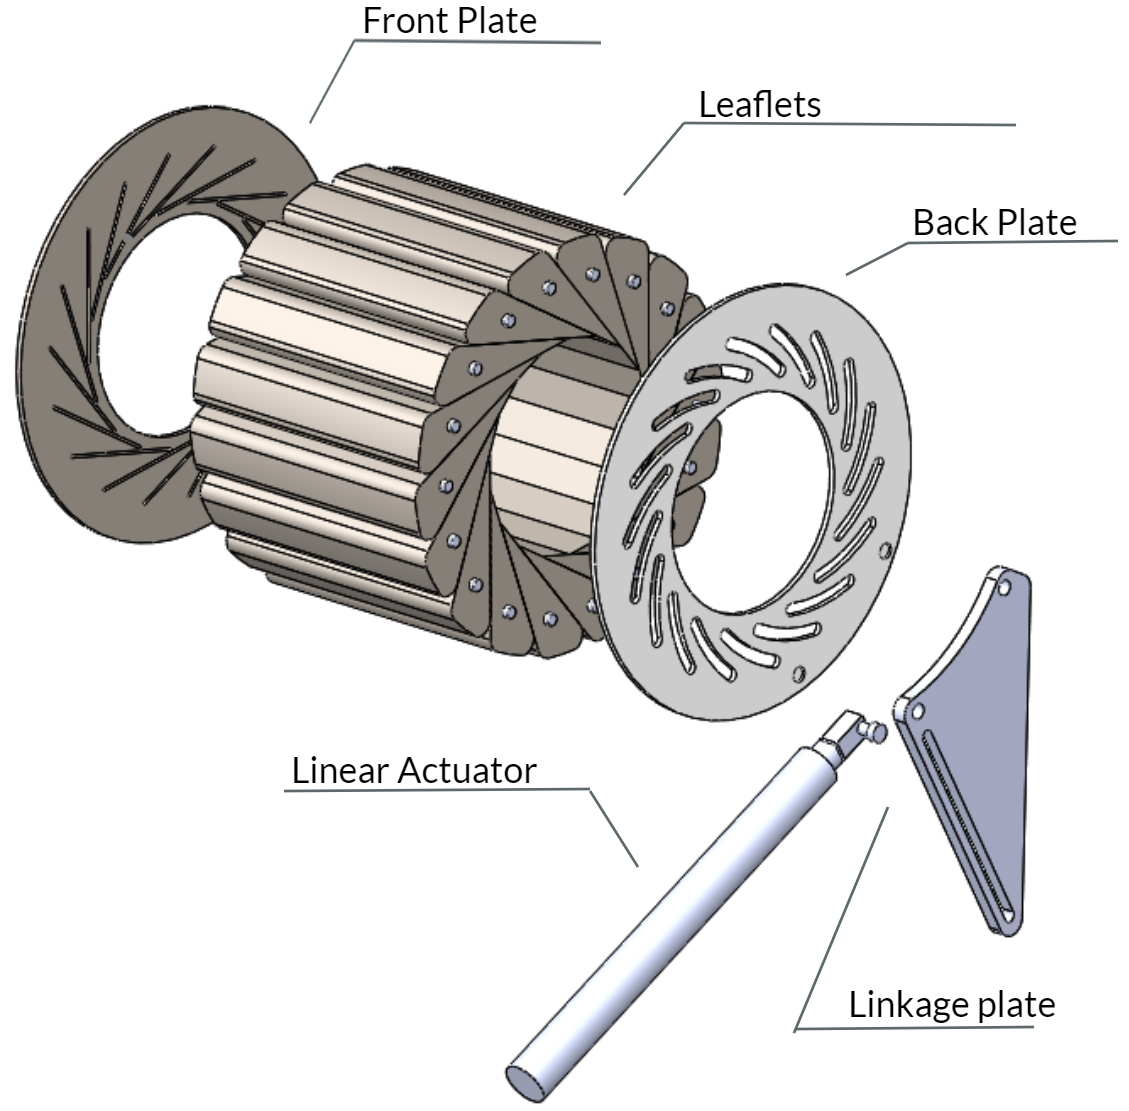 Front Plate
Leaflets
Back Plate
Linear Actuator
Linkage plate